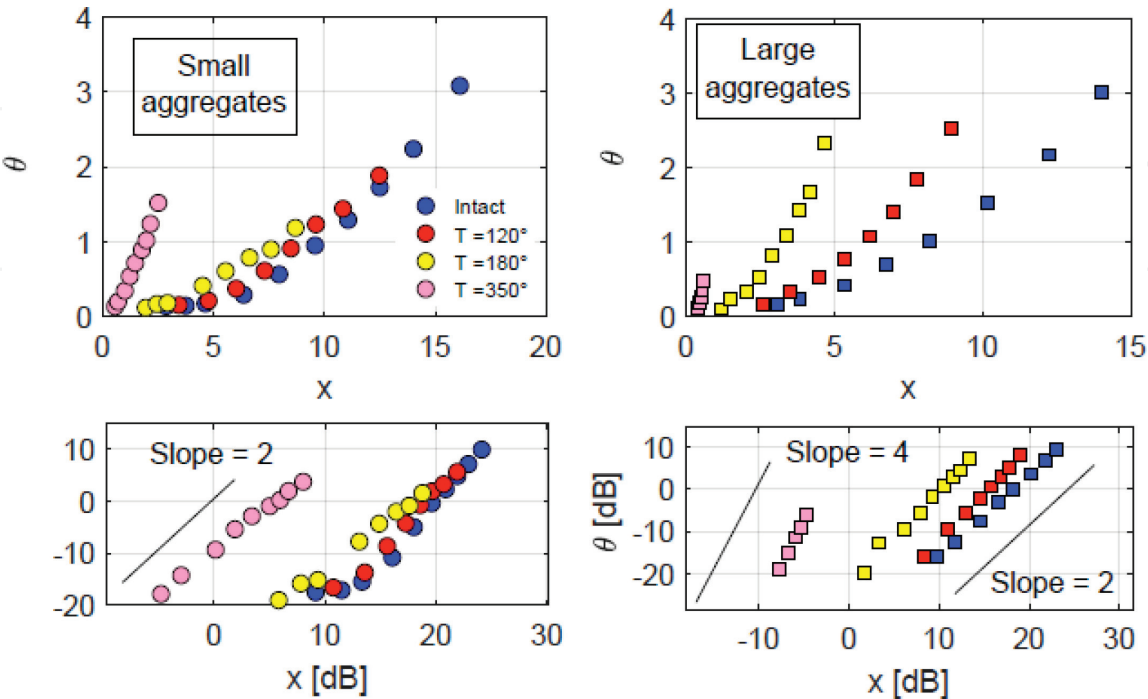 Small
aggregates
θ
4
3
2
1
0
0 5 10 15 20
x
Intact
T =120°
T =180°
T =350°
Large
aggregates
θ
4
3
2
1
0
0 5 10 15
x
Slope = 2
10
0
-10
-20
0 10 20 30
x [dB]
Slope = 4
Slope = 2
θ [dB]
10
0
-10
-20
-10 0 10 20 30
x [dB]